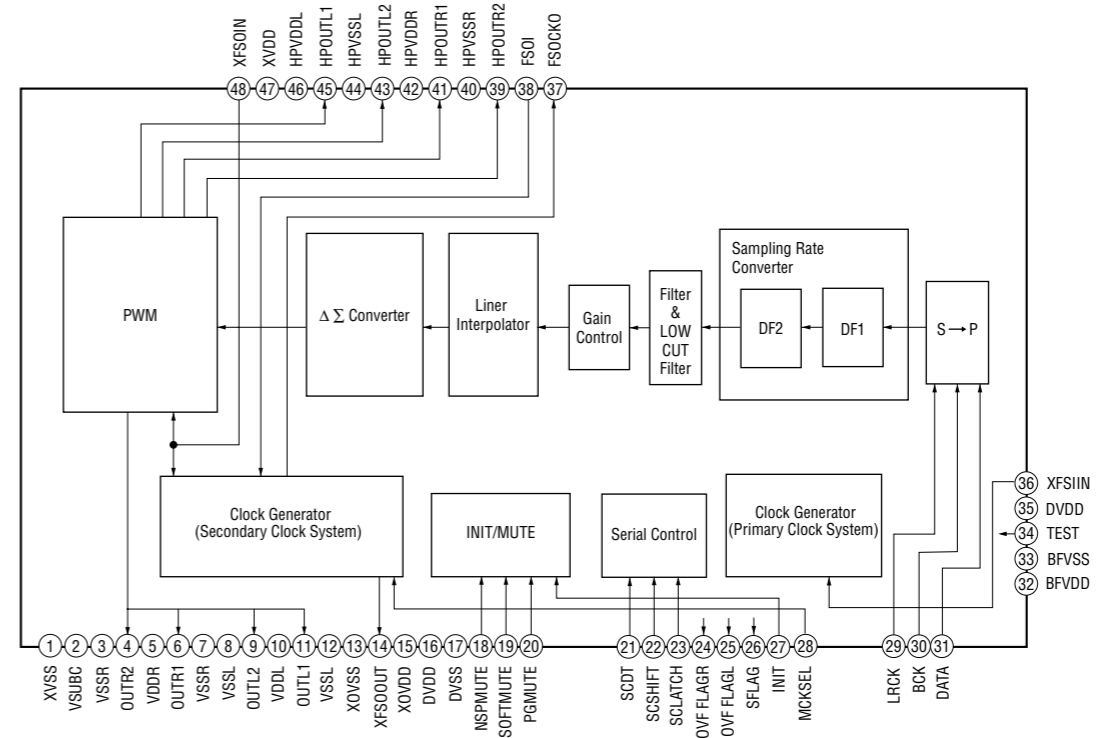 XFSOIN
XVDD
HPVDDL
HPOUTL1
HPVSSL
HPOUTL2
HPVDDR
HPOUTR1
HPVSSR
HPOUTR2
FSOI
FSOCKO
48 47 46 45 44 43 42 41 40 39 38 37
PWM
Δ Σ Converter
Liner
Interpolator
Gain
Control
Filter
&
LOW
CUT
Filter
Sampling Rate
Converter
DF2
DF1
S → P
Clock Generator
(Secondary Clock System)
INIT/MUTE
Serial Control
Clock Generator
(Primary Clock System)
36 XFSIIN
35 DVDD
34 TEST
33 BFVSS
32 BFVDD
1 2 3 4 5 6 7 8 9 10 11 12 13 14 15 16 17 18 19 20 21 22 23 24 25 26 27 28 29 30 31
XVSS
VSUBC
VSSR
OUTR2
VDDR
OUTR1
VSSR
VSSL
OUTL2
VDDL
OUTL1
VSSL
XOVSS
XFSOOUT
XOVDD
DVDD
DVSS
NSPMUTE
SOFTMUTE
PGMUTE
SCDT
SCSHIFT
SCLATCH
OVF FLAGR
OVF FLAGL
SFLAG
INIT
MCKSEL
LRCK
BCK
DATA